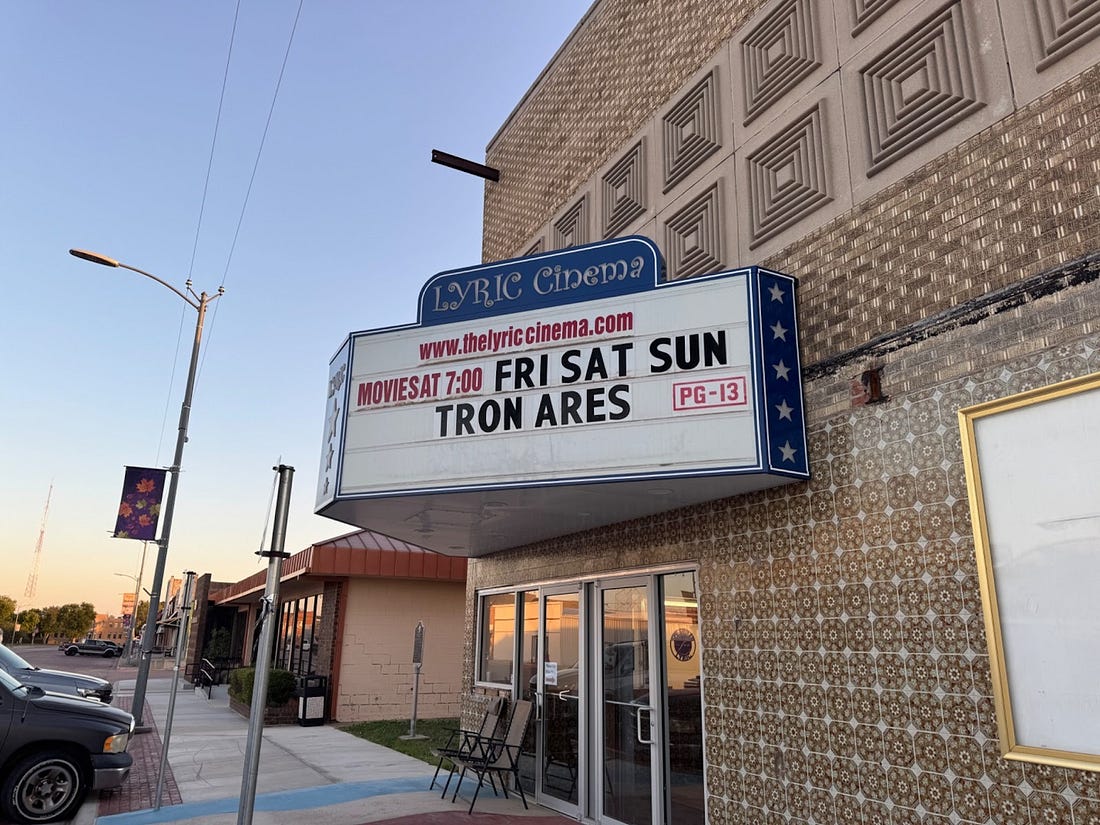 LYRIC Cinema
www.thelyriccinema.com
MOVIESAT 7:00 FRI SAT SUN
TRON ARES PG-13